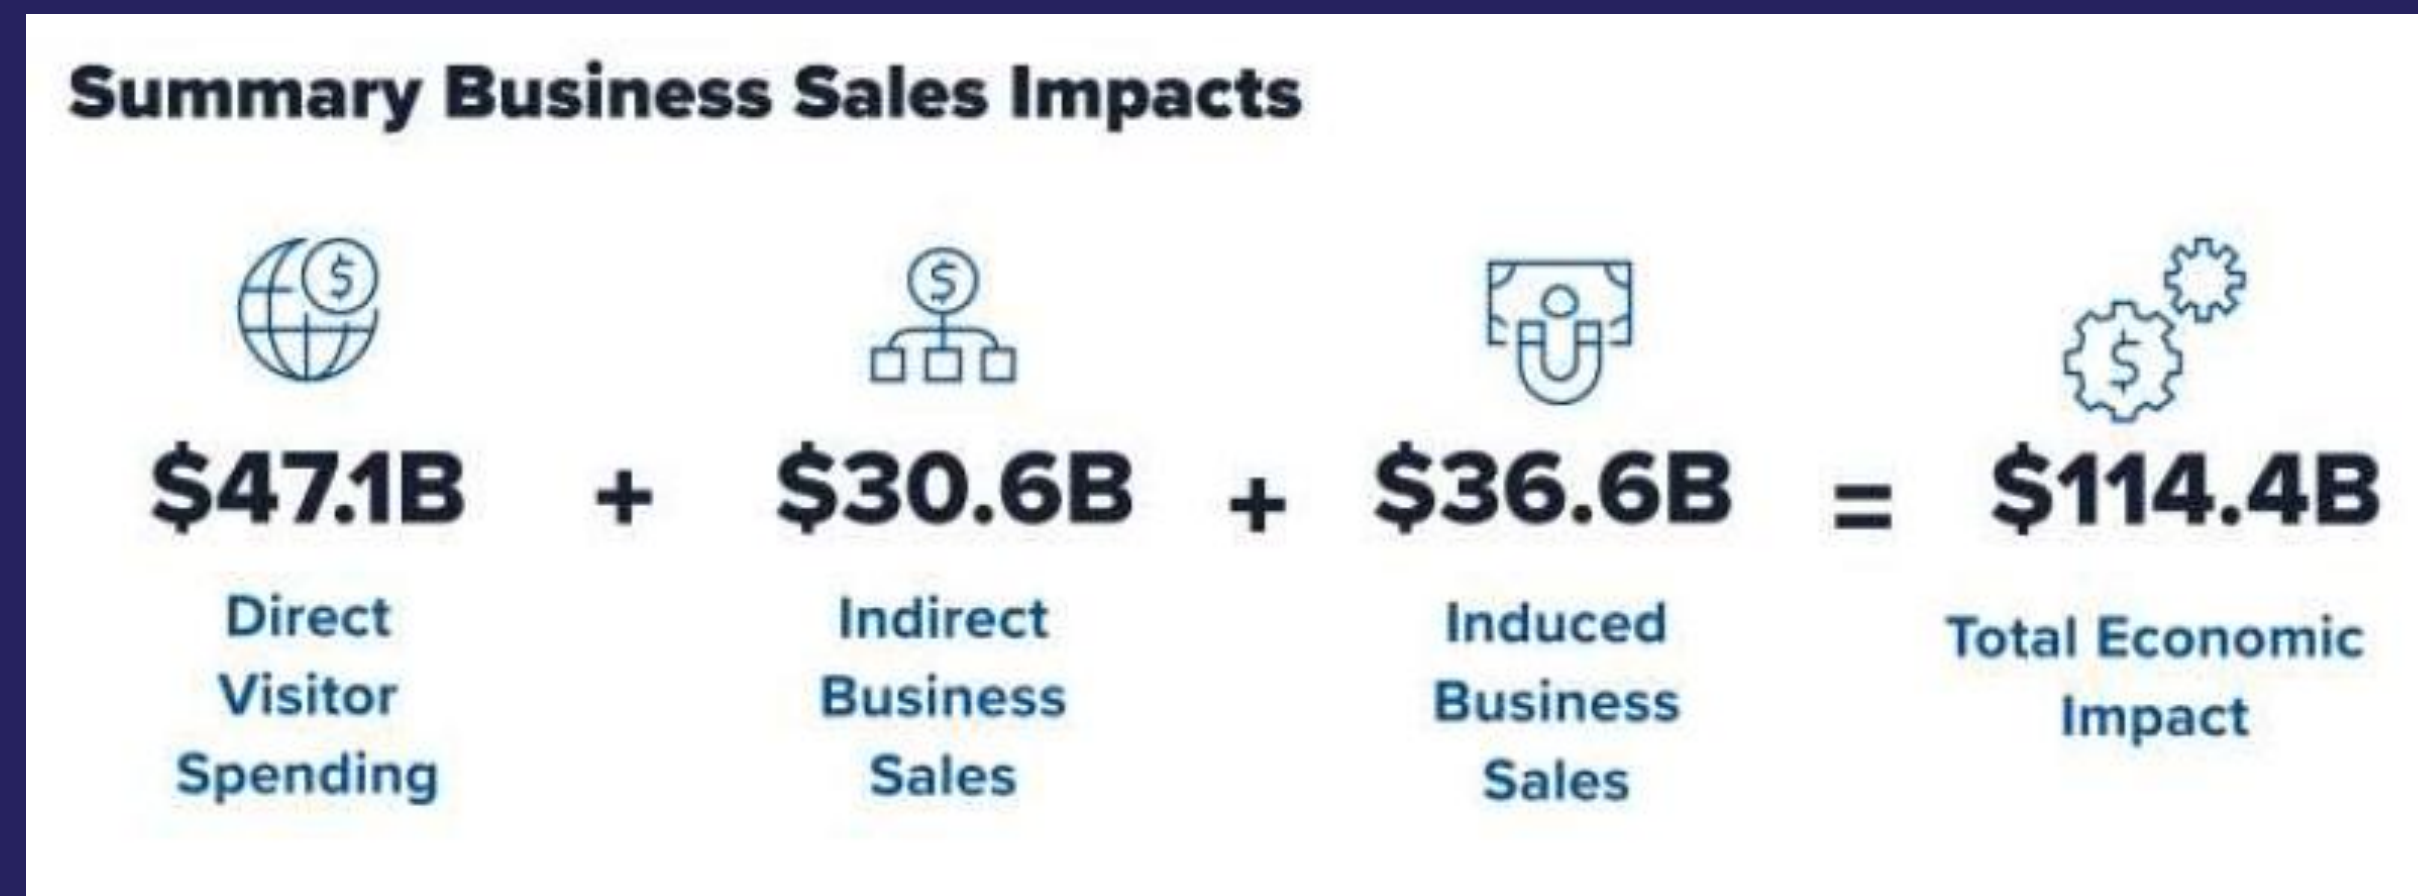 Summary Business Sales Impacts
$47.1B + $30.6B + $36.6B = $114.4B
Direct
Visitor
Spending
Indirect
Business
Sales
Induced
Business
Sales
Total Economic
Impact